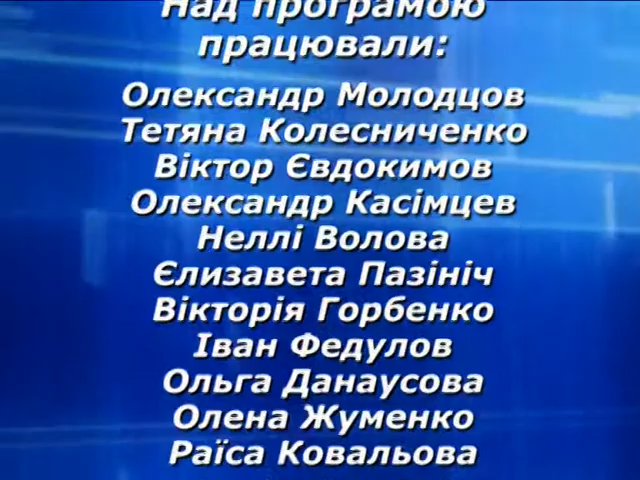 Над програмою
працювали:
Олександр Молодцов
Тетяна Колесниченко
Віктор Євдокимов
Олександр Касімцев
Неллі Волова
Єлизавета Пазініч
Вікторія Горбенко
Іван Федулов
Ольга Данаусова
Олена Жуменко
Раїса Ковальова